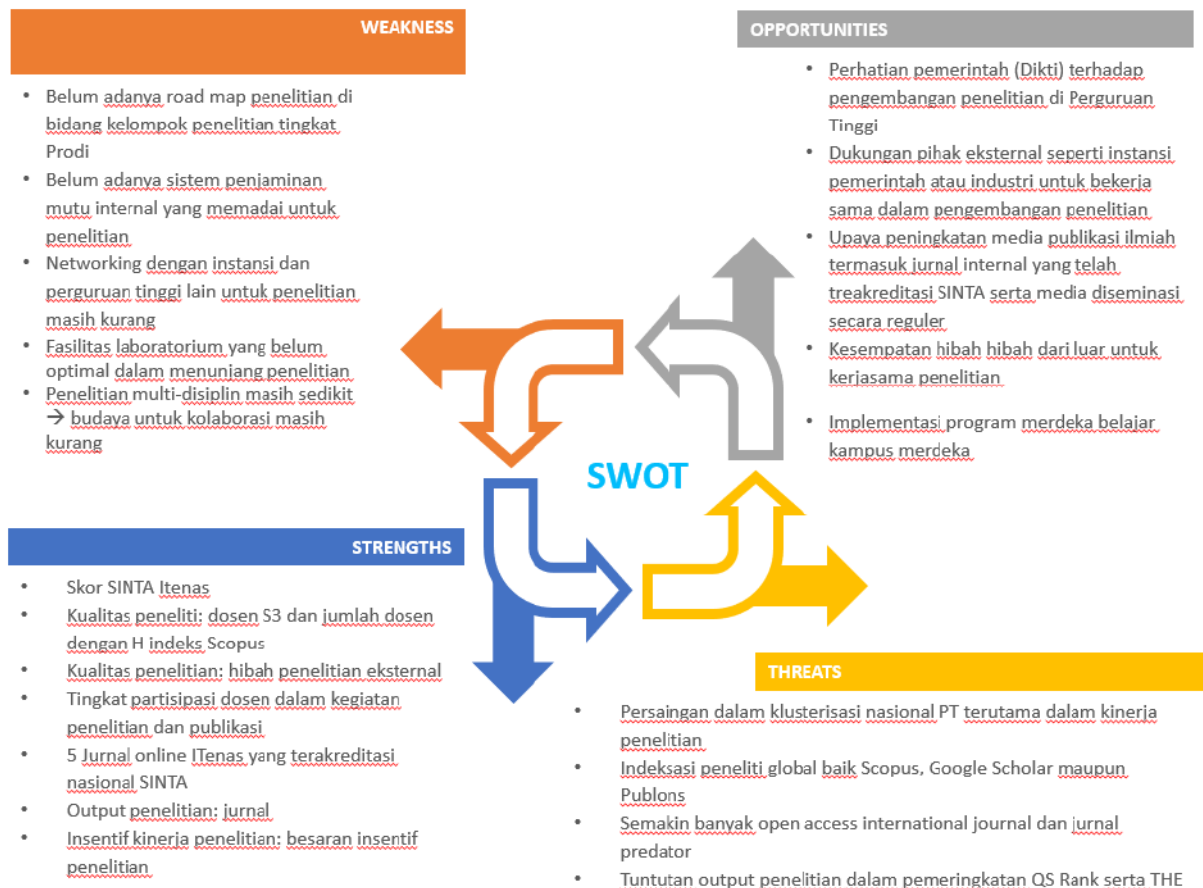 WEAKNESS
• Belum adanya road map penelitian di
bidang kelompok penelitian tingkat
Prodi
• Belum adanya sistem penjaminan
mutu internal yang memadai untuk
penelitian
• Networking dengan instansi dan
perguruan tinggi lain untuk penelitian
masih kurang
• Fasilitas laboratorium yang belum
optimal dalam menunjang penelitian
• Penelitian multi-disiplin masih sedikit
→ budaya untuk kolaborasi masih
kurang
OPPORTUNITIES
• Perhatian pemerintah (Dikti) terhadap
pengembangan penelitian di Perguruan
Tinggi
• Dukungan pihak eksternal seperti instansi
pemerintah atau industri untuk bekerja
sama dalam pengembangan penelitian
• Upaya peningkatan media publikasi ilmiah
termasuk jurnal internal yang telah
treakreditasi SINTA serta media diseminasi
secara reguler
• Kesempatan hibah hibah dari luar untuk
kerjasama penelitian
• Implementasi program merdeka belajar
kampus merdeka
SWOT
STRENGTHS
• Skor SINTA Itenas
• Kualitas peneliti: dosen S3 dan jumlah dosen
dengan H indeks Scopus
• Kualitas penelitian: hibah penelitian eksternal
• Tingkat partisipasi dosen dalam kegiatan
penelitian dan publikasi
• 5 Jurnal online ITenas yang terakreditasi
nasional SINTA
• Output penelitian: jurnal
• Insentif kinerja penelitian: besaran insentif
penelitian
THREATS
• Persaingan dalam klusterisasi nasional PT terutama dalam kinerja
penelitian
• Indeksasi peneliti global baik Scopus, Google Scholar maupun
Publons
• Semakin banyak open access international journal dan jurnal
predator
• Tuntutan output penelitian dalam pemeringkatan QS Rank serta THE